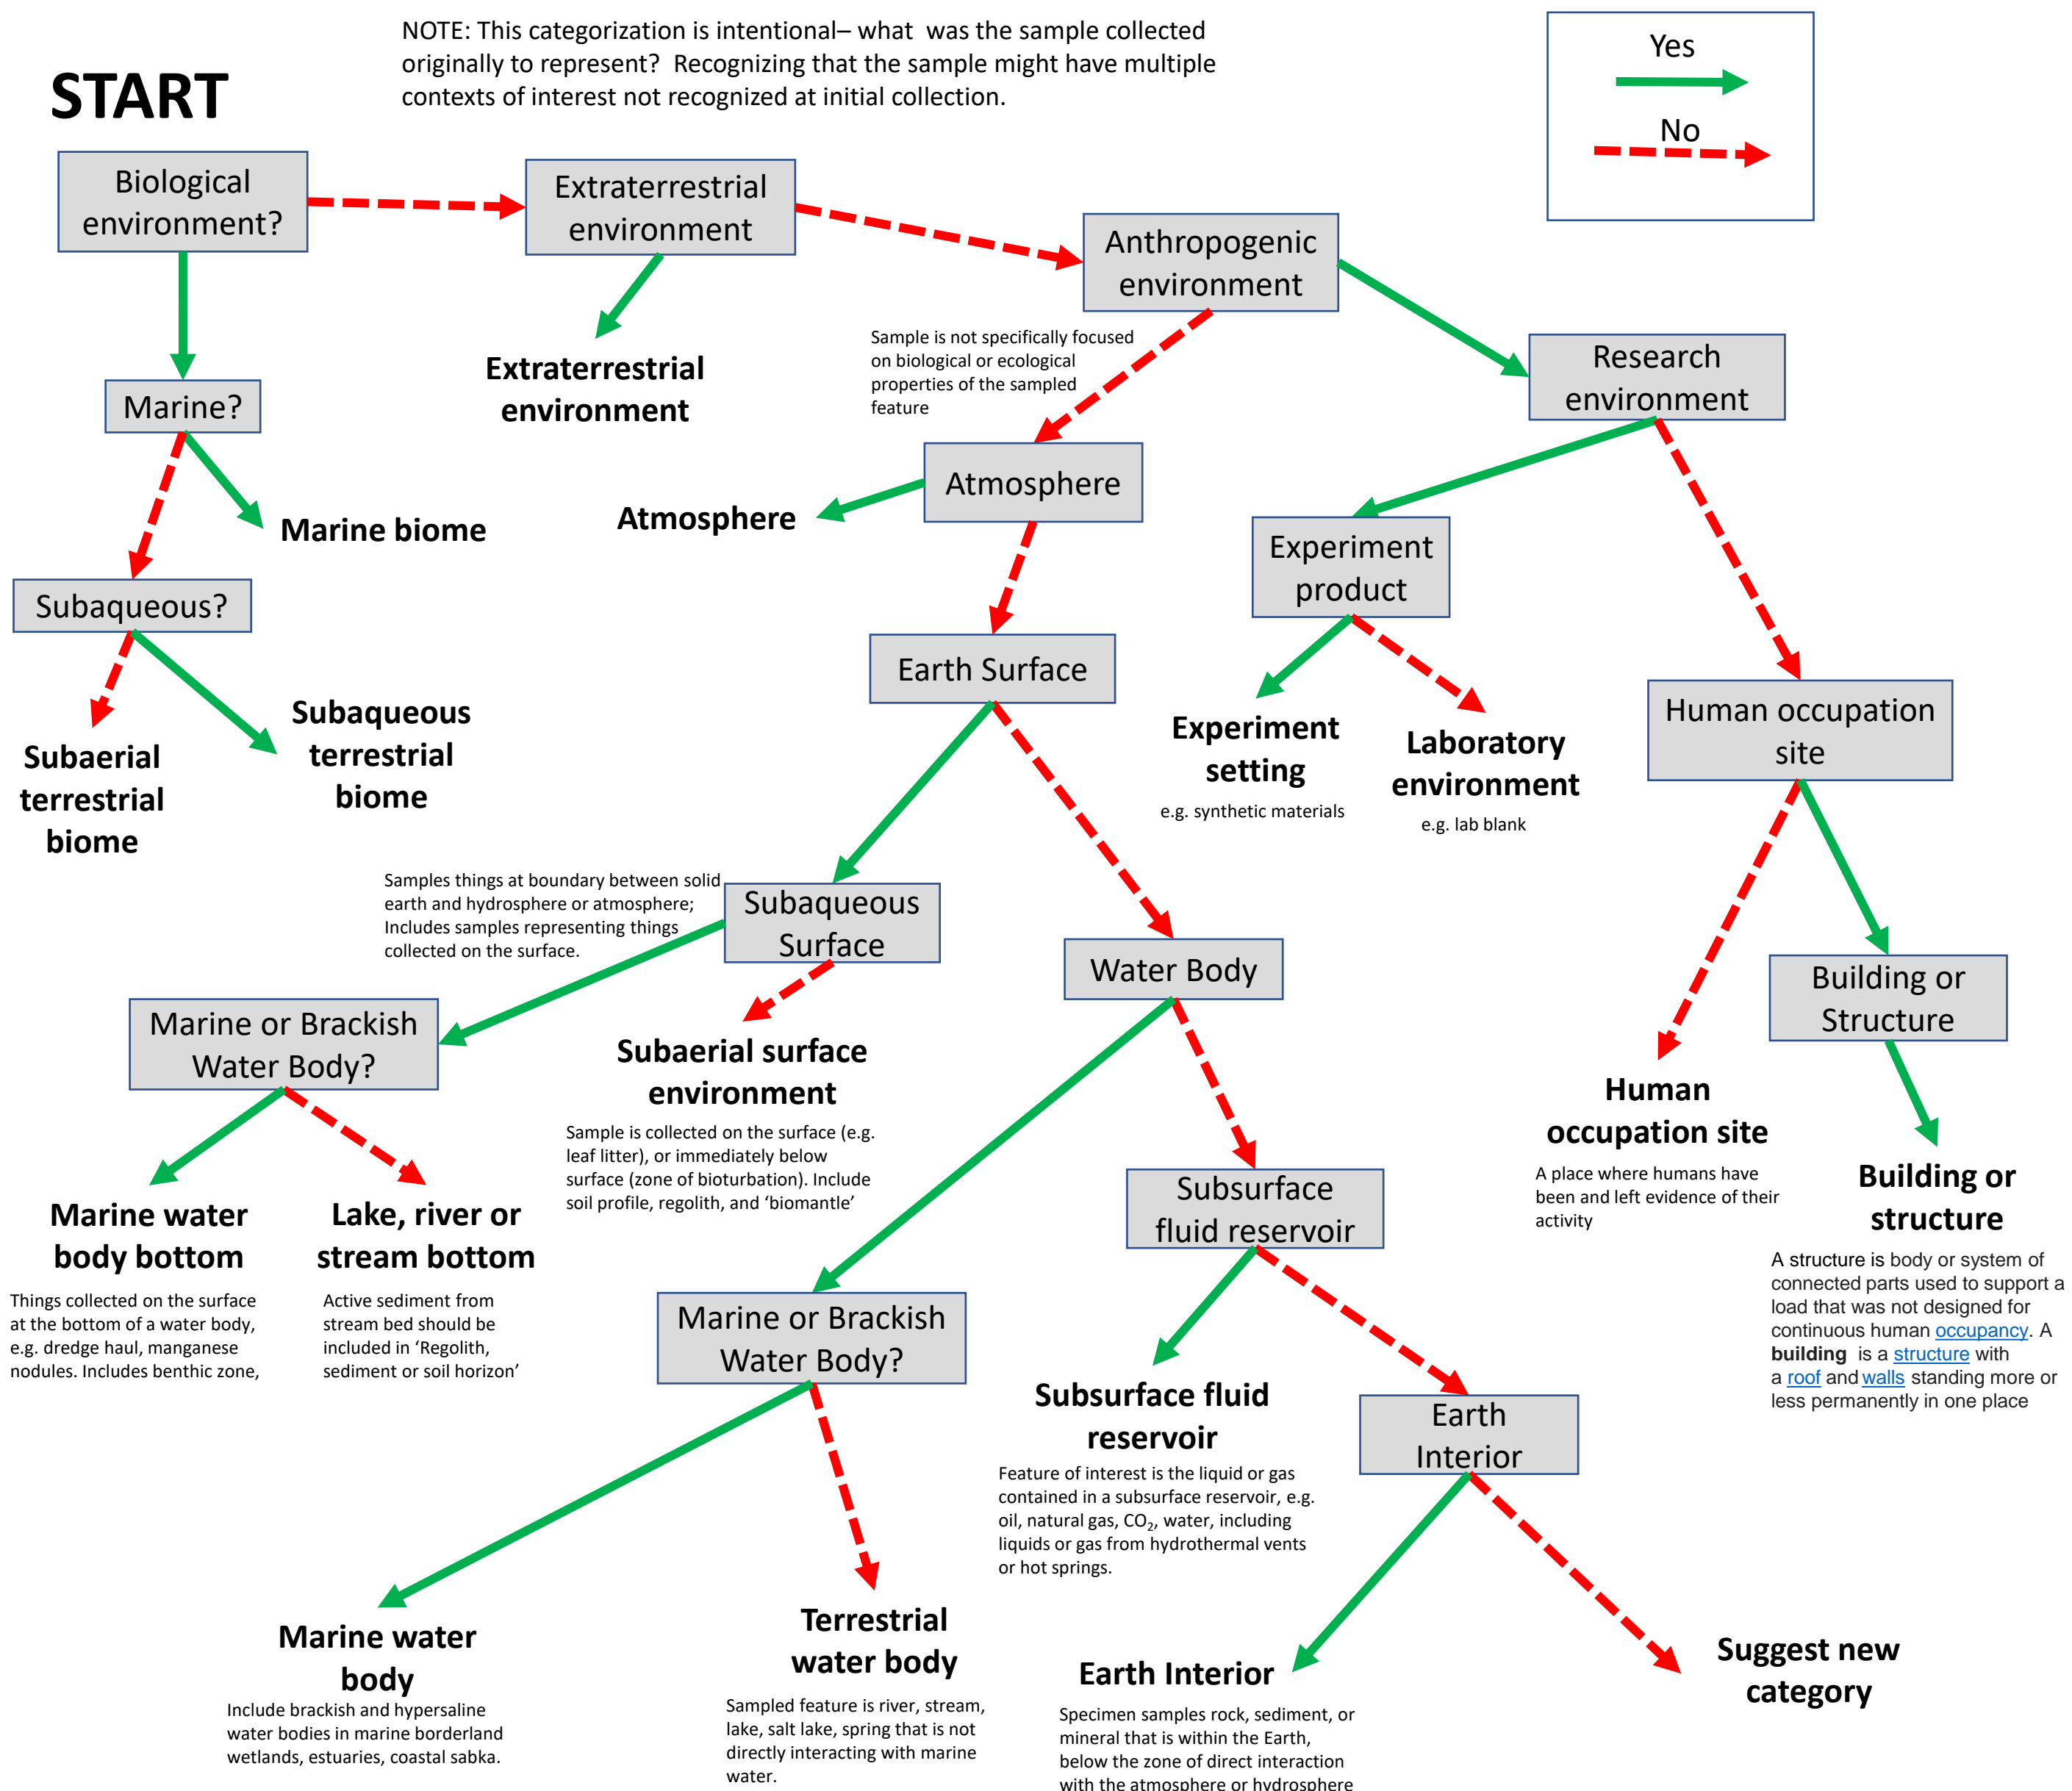 NOTE: This categorization is intentional– what was the sample collected
originally to represent? Recognizing that the sample might have multiple
contexts of interest not recognized at initial collection.
START
Yes
No
Biological
environment?
Extraterrestrial
environment
Anthropogenic
environment
Sample is not specifically focused
on biological or ecological
properties of the sampled
feature
Research
environment
Extraterrestrial
environment
Marine?
Atmosphere
Atmosphere
Marine biome
Experiment
product
Subaqueous?
Earth Surface
Human occupation
site
Subaerial
terrestrial
biome
Subaqueous
terrestrial
biome
Experiment
setting
e.g. synthetic materials
Laboratory
environment
e.g. lab blank
Samples things at boundary between solid
earth and hydrosphere or atmosphere;
Includes samples representing things
collected on the surface.
Subaqueous
Surface
Water Body
Building or
Structure
Marine or Brackish
Water Body?
Subaerial surface
environment
Sample is collected on the surface (e.g.
leaf litter), or immediately below
surface (zone of bioturbation). Include
soil profile, regolith, and ‘biomantle’
Human
occupation site
A place where humans have
been and left evidence of their
activity
Building or
structure
A structure is body or system of
connected parts used to support a
load that was not designed for
continuous human occupancy. A
building is a structure with
a roof and walls standing more or
less permanently in one place
Marine water
body bottom
Things collected on the surface
at the bottom of a water body,
e.g. dredge haul, manganese
nodules. Includes benthic zone,
Lake, river or
stream bottom
Active sediment from
stream bed should be
included in ‘Regolith,
sediment or soil horizon’
Subsurface
fluid reservoir
Marine or Brackish
Water Body?
Subsurface fluid
reservoir
Feature of interest is the liquid or gas
contained in a subsurface reservoir, e.g.
oil, natural gas, CO₂, water, including
liquids or gas from hydrothermal vents
or hot springs.
Earth
Interior
Marine water
body
Include brackish and hypersaline
water bodies in marine borderland
wetlands, estuaries, coastal sabka.
Terrestrial
water body
Sampled feature is river, stream,
lake, salt lake, spring that is not
directly interacting with marine
water.
Earth Interior
Specimen samples rock, sediment, or
mineral that is within the Earth,
below the zone of direct interaction
with the atmosphere or hydrosphere
Suggest new
category